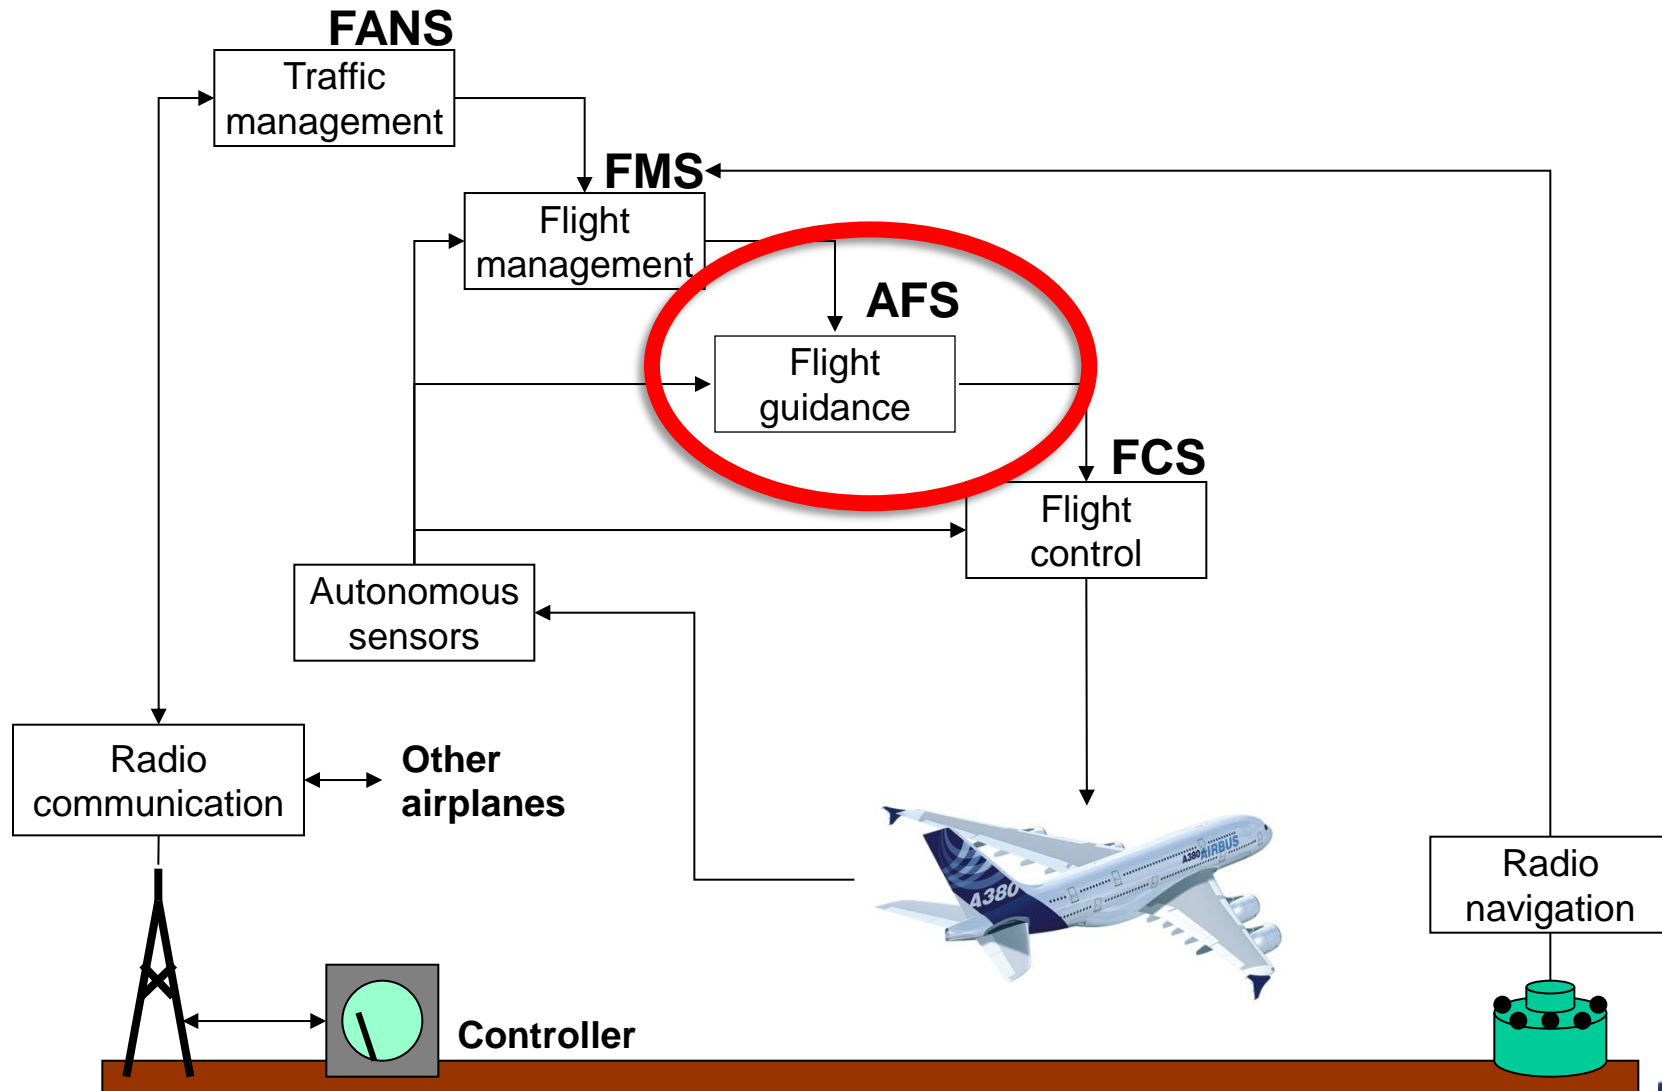 FANS
Traffic
management
FMS
Flight
management
AFS
Flight
guidance
FCS
Flight
control
Autonomous
sensors
Radio
communication
Other
airplanes
A380 AIRBUS
A380
Radio
navigation
Controller